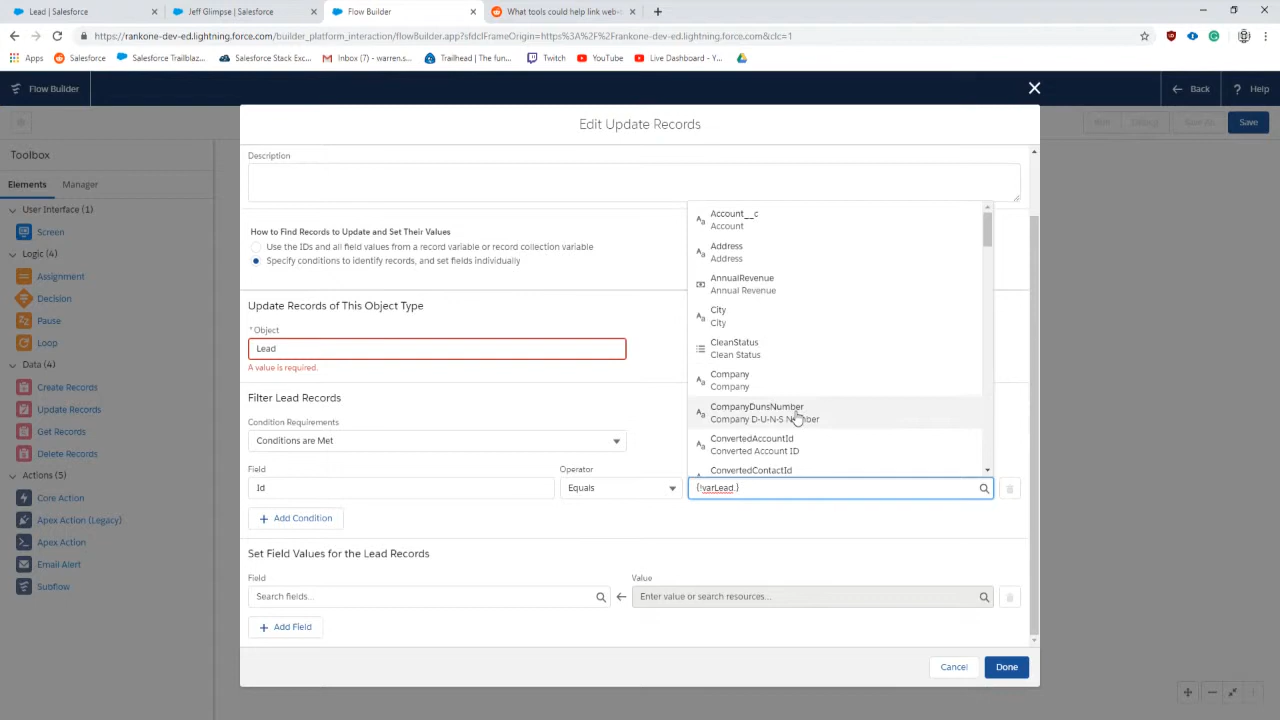 Lead | Salesforce
Jeff Glimpse | Salesforce
Flow Builder
What tools could help link web-t
https://rankone-dev-ed.lightning.force.com/builder_platform_interaction/flowBuilder.app?sfdcIFrameOrigin=https%3A%2F%2Frankone-dev-ed.lightning.force.com&clc=1
Apps
Salesforce
Salesforce Trailblaz...
Salesforce Stack Exc...
Inbox (7) - warren.s...
Trailhead | The fun...
Twitch
YouTube
Live Dashboard - Y...
Flow Builder
Back
Help
Save
Edit Update Records
Toolbox
Elements
Manager
User Interface (1)
Screen
Logic (4)
Assignment
Decision
Pause
Loop
Data (4)
Create Records
Update Records
Get Records
Delete Records
Actions (5)
Core Action
Apex Action (Legacy)
Apex Action
Email Alert
Subflow
Description
How to Find Records to Update and Set Their Values
Use the IDs and all field values from a record variable or record collection variable
Specify conditions to identify records, and set fields individually
Update Records of This Object Type
* Object
Lead
A value is required.
Filter Lead Records
Condition Requirements
Conditions are Met
Field
Operator
Id
Equals
{!varLead.}
Account__c
Account
Address
Address
AnnualRevenue
Annual Revenue
City
City
CleanStatus
Clean Status
Company
Company
CompanyDunsNumber
Company D-U-N-S Number
ConvertedAccountId
Converted Account ID
ConvertedContactId
+ Add Condition
Set Field Values for the Lead Records
Field
Value
Search fields...
Enter value or search resources...
+ Add Field
Cancel
Done